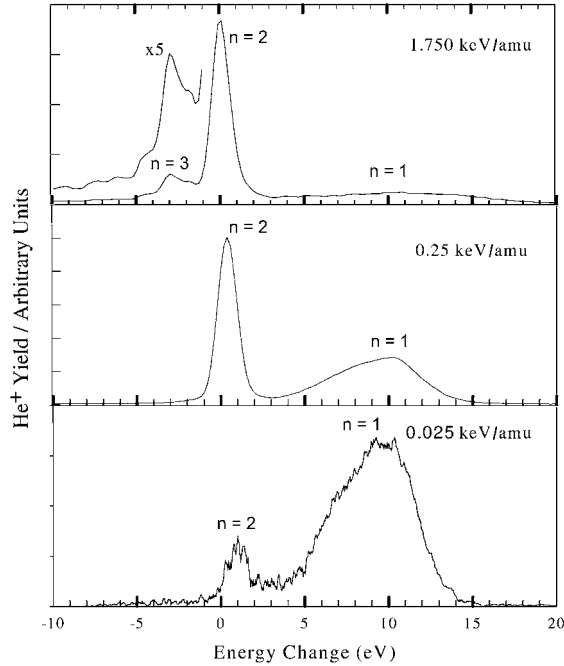 x5
n = 2
1.750 keV/amu
n = 3
n = 1
n = 2
0.25 keV/amu
n = 1
n = 1
0.025 keV/amu
n = 2
He+ Yield / Arbitrary Units
-10 -5 0 5 10 15 20
Energy Change (eV)